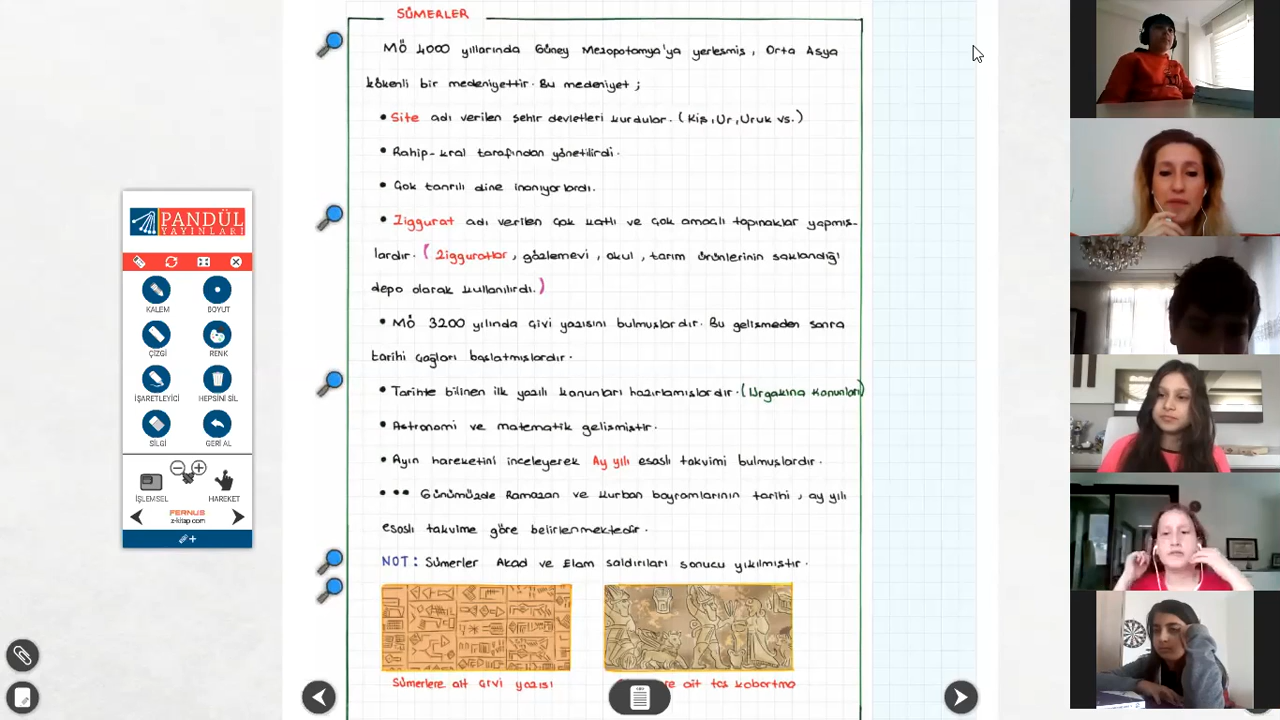 SÜMERLER
MÖ 4000 yıllarında Güney Mezopotamya'ya yerleşmiş, Orta Asya
kökenli bir medeniyettir. Bu medeniyet ;
• Site adı verilen şehir devletleri kurdular. (Kiş, Ur, Uruk vs.)
• Rahip-kral tarafından yönetilirdi.
• Çok tanrılı dine inanıyorlardı.
• Ziggurat adı verilen çok katlı ve çok amaçlı tapınaklar yapmış-
lardır. ( Zigguratlar, gözlemevi, okul, tarım ürünlerinin saklandığı
depo olarak kullanılırdı.)
• MÖ 3200 yılında çivi yazısını bulmuşlardır. Bu gelişmeden sonra
tarihi çağları başlatmışlardır.
• Tarihte bilinen ilk yazılı kanunları hazırlamışlardır. (Urgakina Kanunları)
• Astronomi ve matematik gelişmiştir.
• Ayın hareketini inceleyerek Ay yılı esaslı takvimi bulmuşlardır.
••• Günümüzde Ramazan ve Kurban bayramlarının tarihi, ay yılı
esaslı takvime göre belirlenmektedir.
NOT: Sümerler Akad ve Elam saldırıları sonucu yıkılmıştır.
Sümerlere ait çivi yazısı
re ait taş kabartma
PANDÜL
YAYINLARI
KALEM
BOYUT
ÇİZGİ
RENK
İŞARETLEYİCİ
HEPSİNİ SİL
SİLGİ
GERİ AL
İŞLEMSEL
HAREKET
FERNUS
z-kitap.com